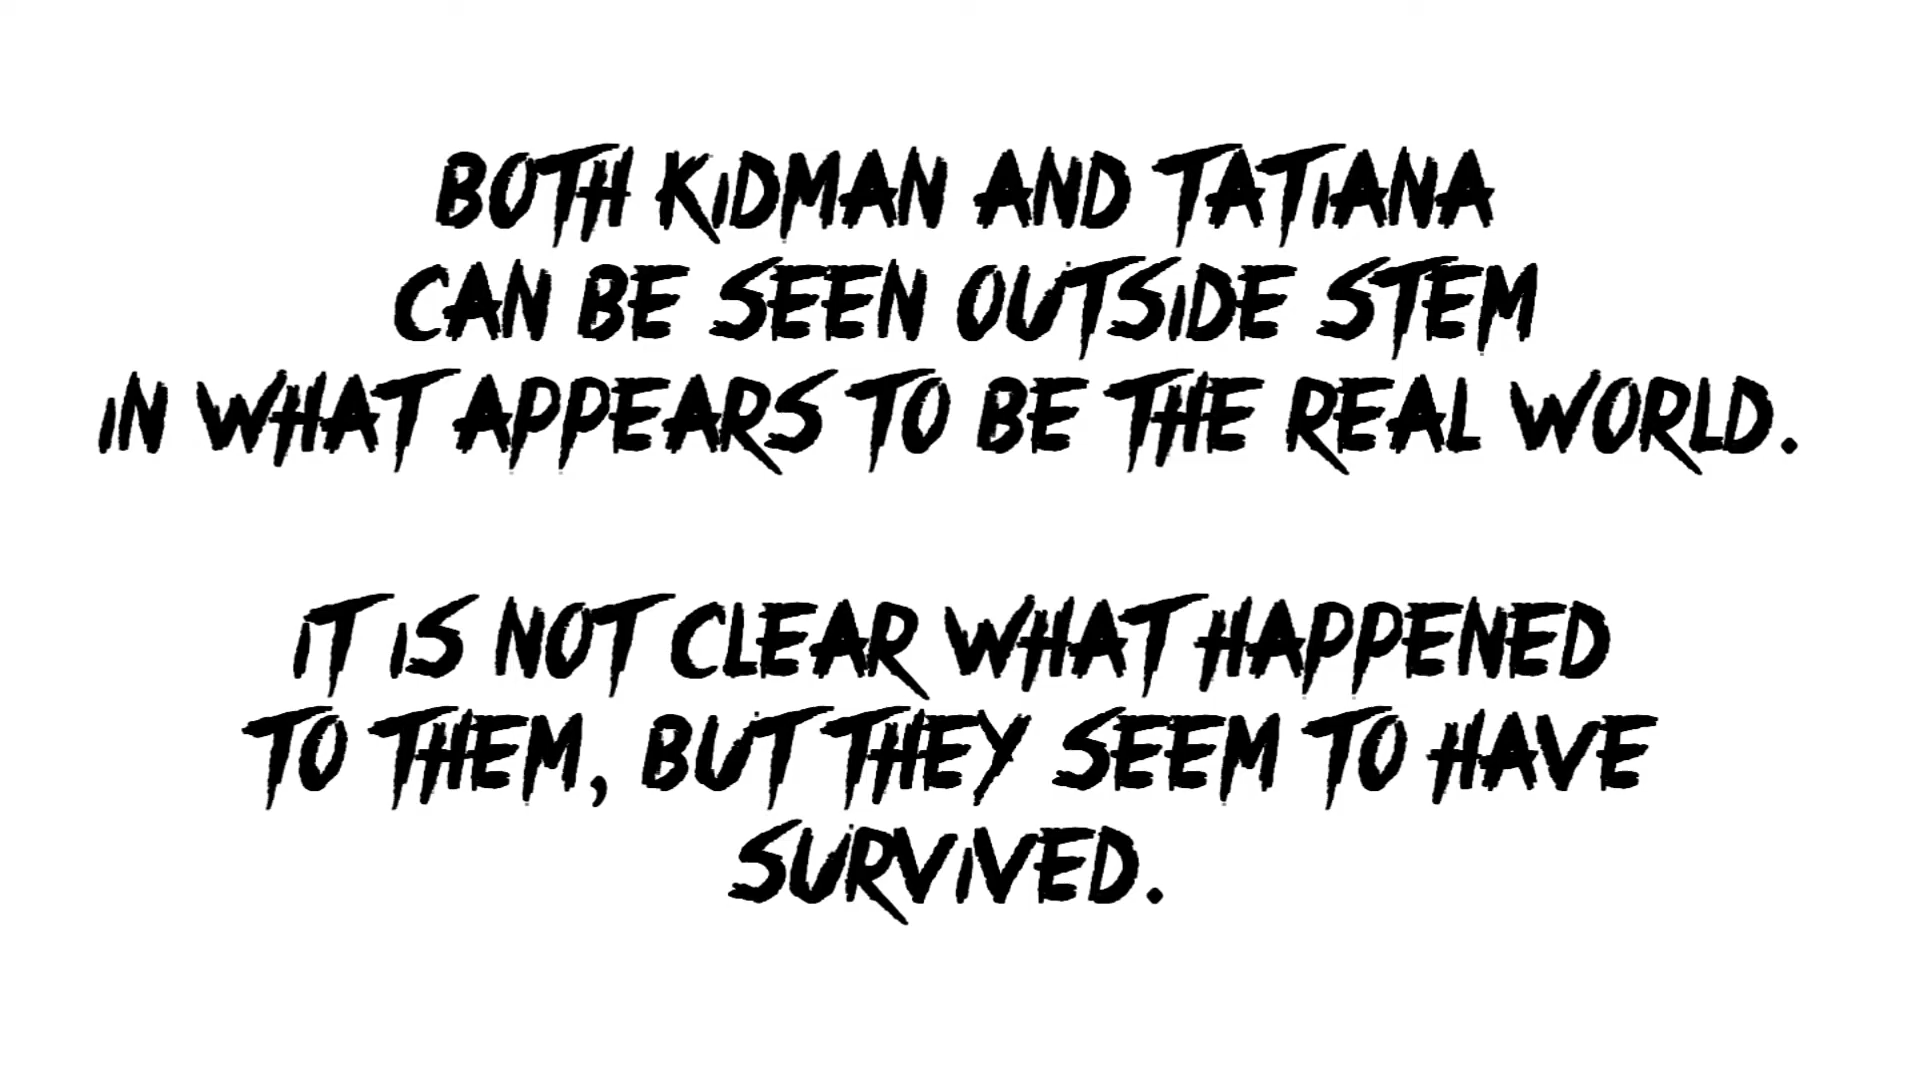 BOTH KIDMAN AND TATIANA
CAN BE SEEN OUTSIDE STEM
IN WHAT APPEARS TO BE THE REAL WORLD.
IT IS NOT CLEAR WHAT HAPPENED
TO THEM, BUT THEY SEEM TO HAVE
SURVIVED.